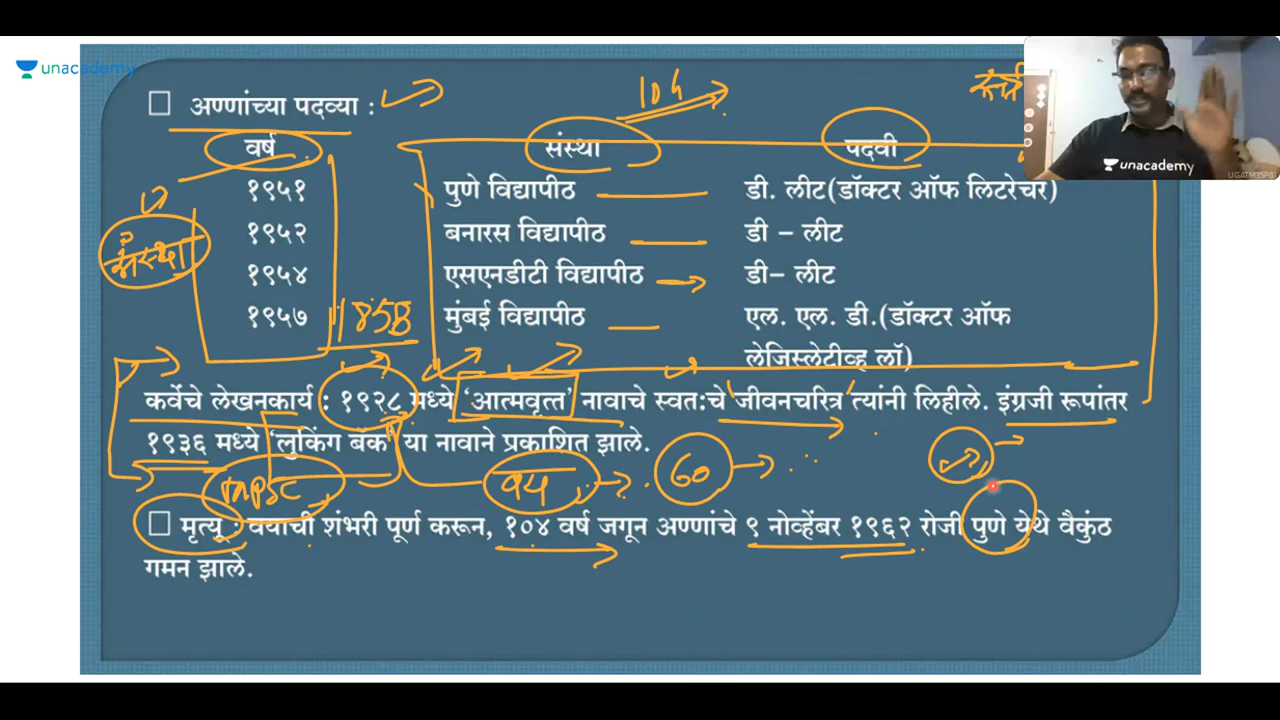 unacademy
□ अण्णांच्या पदव्या :
104
वर्ष संस्था पदवी
unacademy
UGATM3SP81
१९५१ पुणे विद्यापीठ डी. लीट(डॉक्टर ऑफ लिटरेचर)
१९५२ बनारस विद्यापीठ डी – लीट
संस्था
१९५४ एसएनडीटी विद्यापीठ डी– लीट
१९५७ मुंबई विद्यापीठ एल. एल. डी.(डॉक्टर ऑफ
1858
लेजिस्लेटीव्ह लॉ)
कर्वेचे लेखनकार्य : १९२८ मध्ये 'आत्मवृत्त' नावाचे स्वत:चे 'जीवनचरित्र' त्यांनी लिहीले. इंग्रजी रूपांतर
१९३६ मध्ये 'लुकिंग बॅक' या नावाने प्रकाशित झाले.
mpsc वय 60
□ मृत्यू : वयाची शंभरी पूर्ण करून, १०४ वर्ष जगून अण्णांचे ९ नोव्हेंबर १९६२ रोजी पुणे येथे वैकुंठ
गमन झाले.